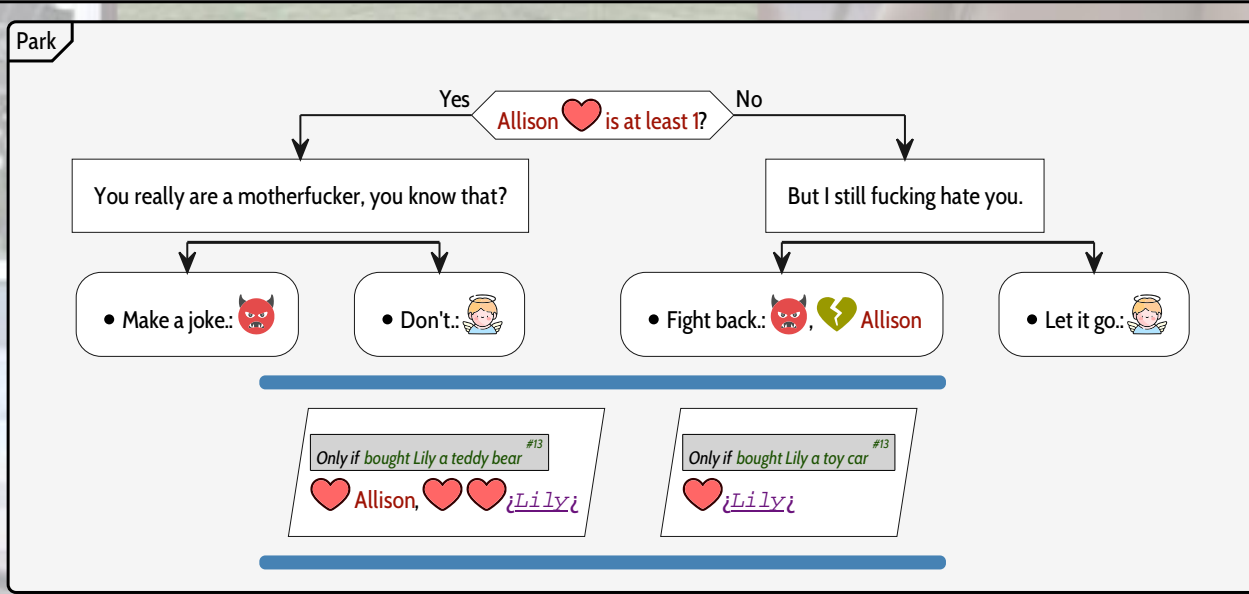 Park
Yes
Allison is at least 1?
No
You really are a motherfucker, you know that?
But I still fucking hate you.
• Make a joke.:
• Don't.:
• Fight back.: , Allison
• Let it go.:
#13
Only if bought Lily a teddy bear
Allison, ¿Lily¿
#13
Only if bought Lily a toy car
¿Lily¿